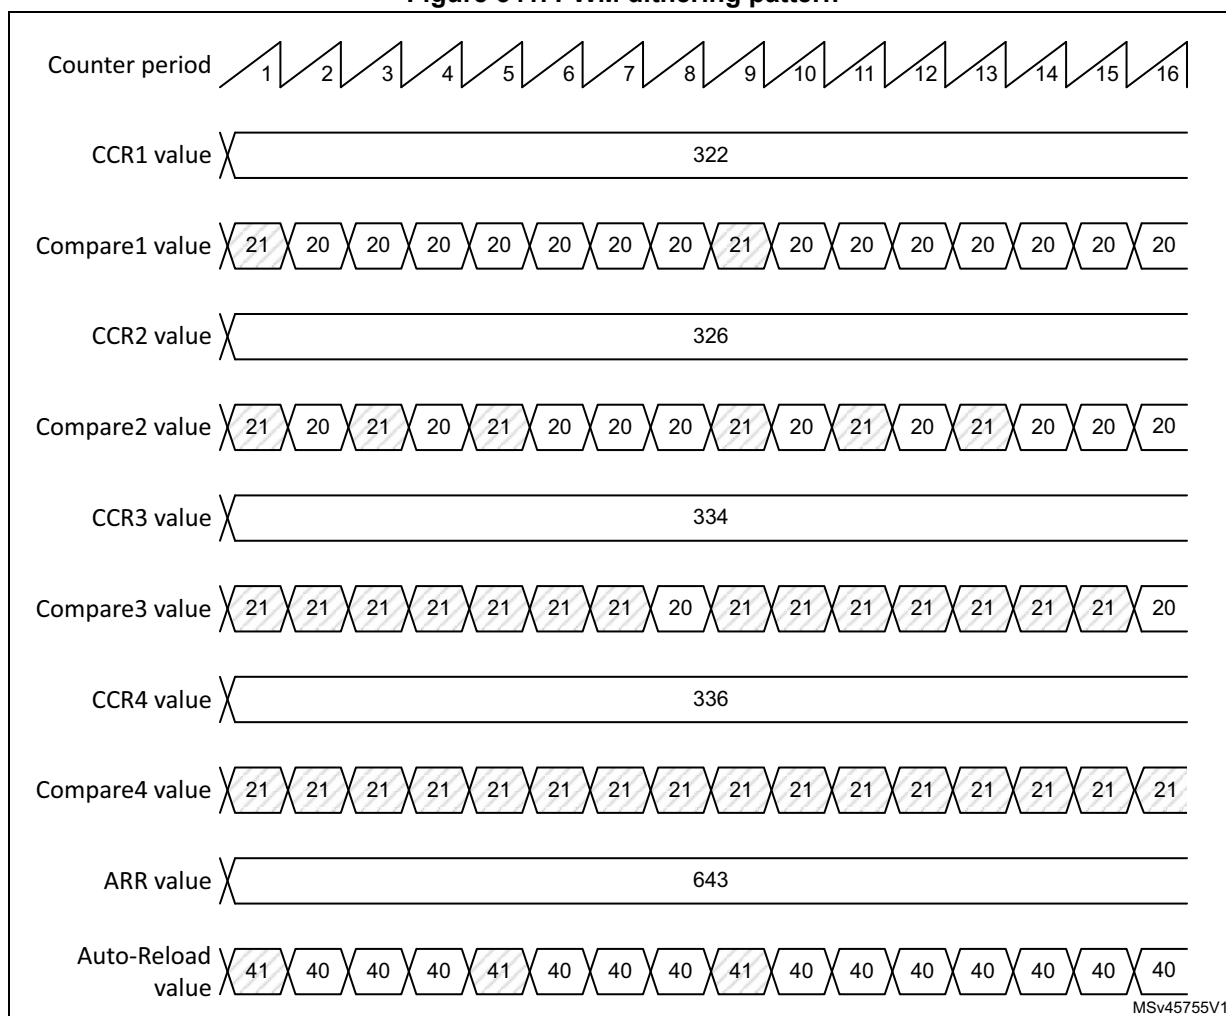 Counter period 1 2 3 4 5 6 7 8 9 10 11 12 13 14 15 16
CCR1 value 322
Compare1 value 21 20 20 20 20 20 20 20 21 20 20 20 20 20 20 20
CCR2 value 326
Compare2 value 21 20 21 20 21 20 20 20 21 20 21 20 21 20 20 20
CCR3 value 334
Compare3 value 21 21 21 21 21 21 21 20 21 21 21 21 21 21 21 20
CCR4 value 336
Compare4 value 21 21 21 21 21 21 21 21 21 21 21 21 21 21 21 21
ARR value 643
Auto-Reload
value 41 40 40 40 41 40 40 40 41 40 40 40 40 40 40 40
MSv45755V1